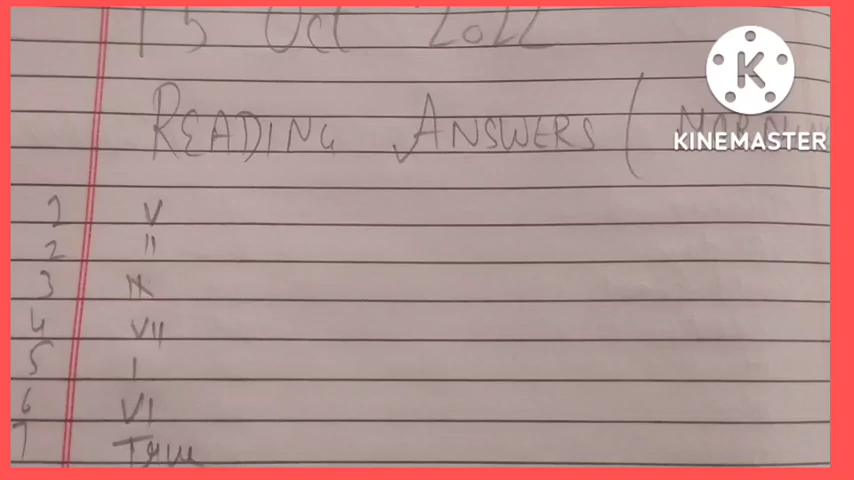 15 Oct 2022
READING ANSWERS (
K
KINEMASTER
1 V
2 II
3 IX
4 VII
5 I
6 VI
7 True